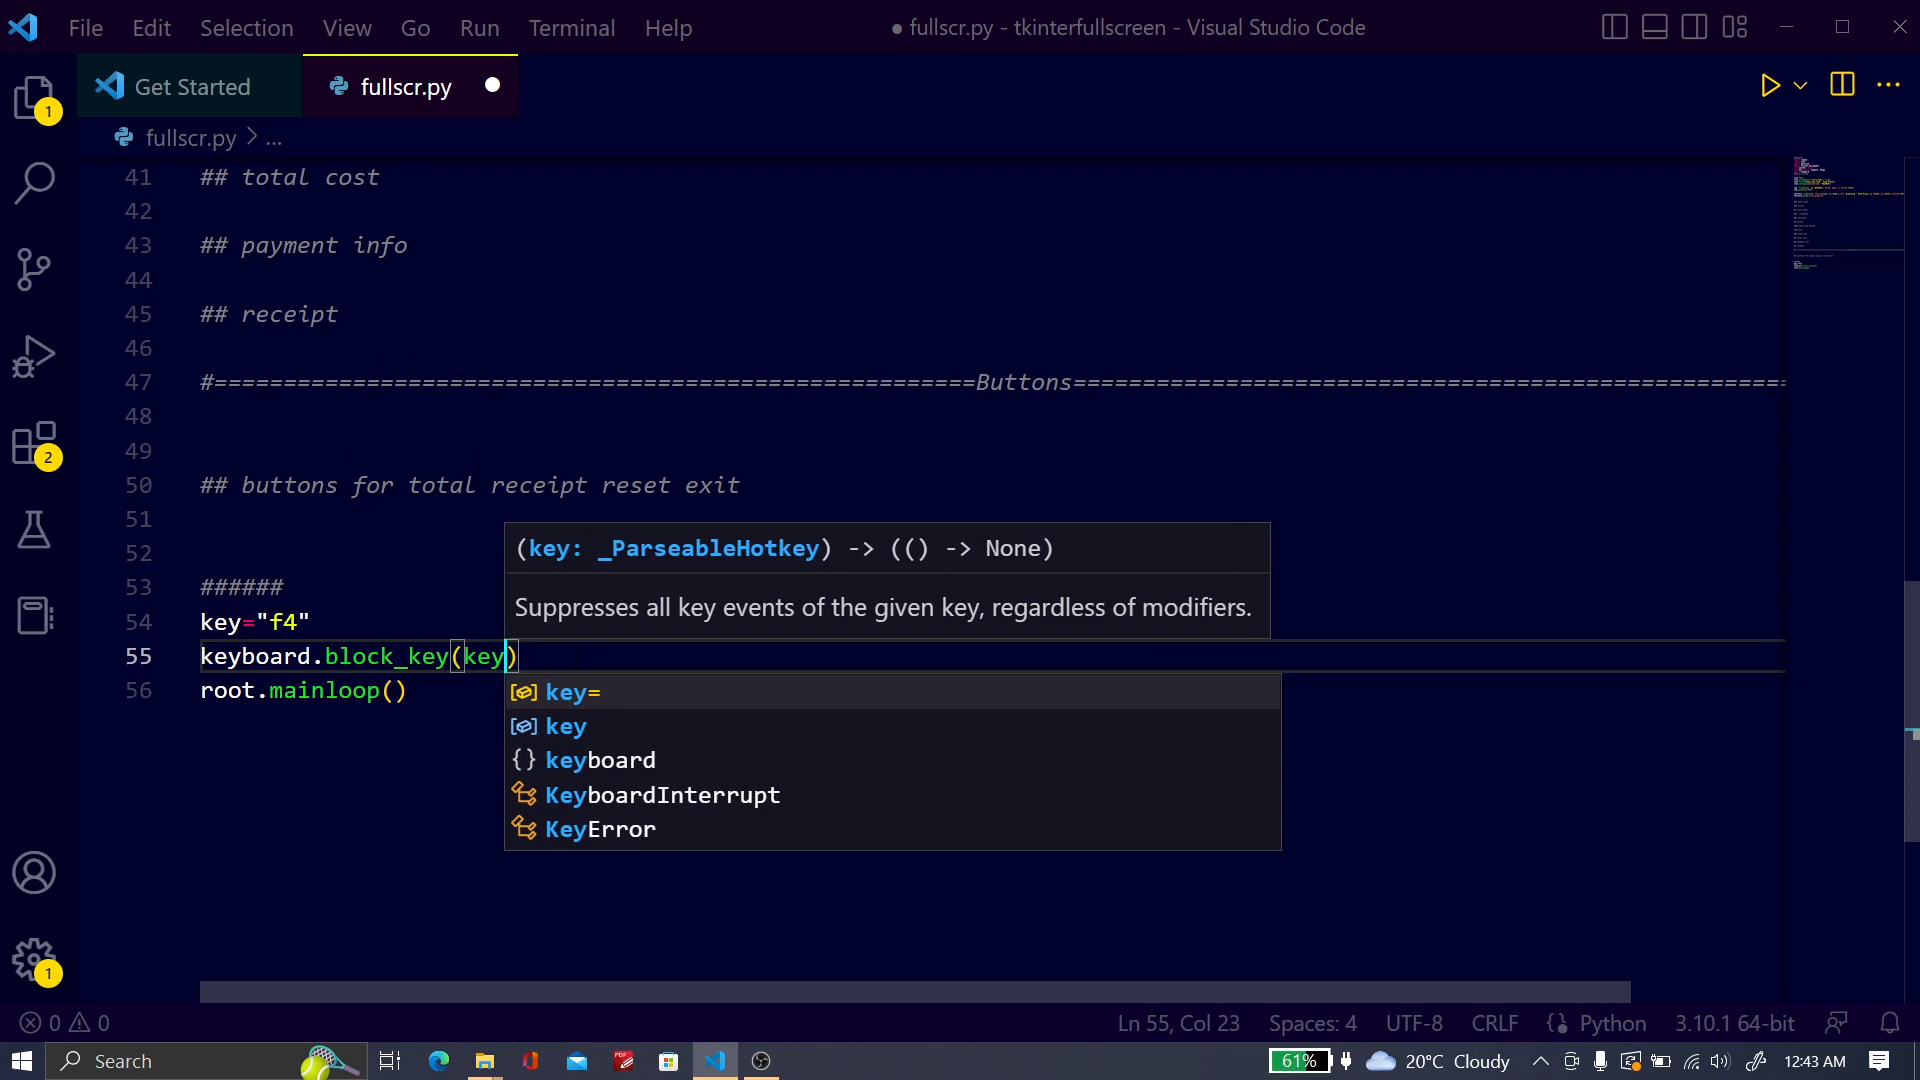 File Edit Selection View Go Run Terminal Help ● fullscr.py - tkinterfullscreen - Visual Studio Code
Get Started fullscr.py
fullscr.py > ...
41 ## total cost
42
43 ## payment info
44
45 ## receipt
46
47 #=======================================================Buttons====================================================
48
49
50 ## buttons for total receipt reset exit
51
52
(key: _ParseableHotkey) -> (() -> None)
Suppresses all key events of the given key, regardless of modifiers.
53 ######
54 key="f4"
55 keyboard.block_key(key)
56 root.mainloop()
key=
key
keyboard
KeyboardInterrupt
KeyError
1
2
1
0 0 Ln 55, Col 23 Spaces: 4 UTF-8 CRLF Python 3.10.1 64-bit
Search 61% 20°C Cloudy 12:43 AM